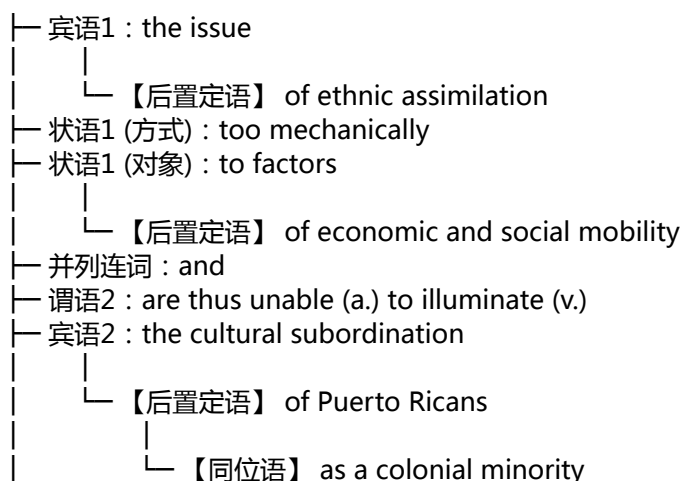 宾语1：the issue
【后置定语】 of ethnic assimilation
状语1 (方式)：too mechanically
状语1 (对象)：to factors
【后置定语】 of economic and social mobility
并列连词：and
谓语2：are thus unable (a.) to illuminate (v.)
宾语2：the cultural subordination
【后置定语】 of Puerto Ricans
【同位语】 as a colonial minority